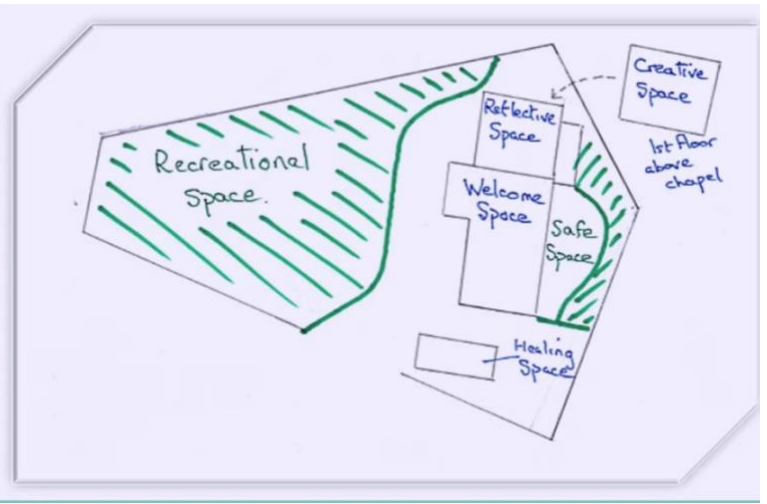 Creative
Space
1st Floor
above
chapel
Reflective
Space
Recreational
Space.
Welcome
Space
Safe
Space
Healing
Space